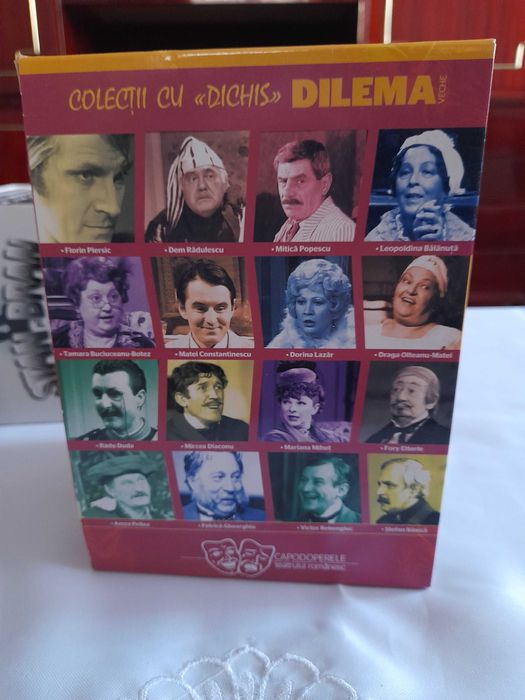 COLECȚII CU «DICHIS» DILEMA VECHE
• Florin Piersic • Dem Rădulescu • Mitică Popescu • Leopoldina Bălănuță
• Tamara Buciuceanu-Botez • Matei Constantinescu • Dorina Lazăr • Draga Olteanu-Matei
• Radu Duda • Mircea Diaconu • Mariana Mihuț • Fory Etterle
• Amza Pellea • Petrică Gheorghiu • Victor Rebengiuc • Ștefan Bănică
CAPODOPERELE
teatrului românesc